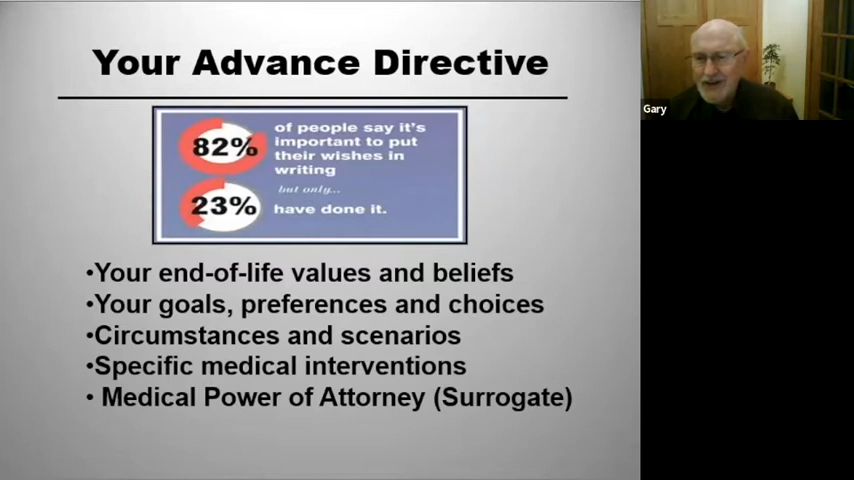 Your Advance Directive
82% of people say it's
important to put
their wishes in
writing
but only...
23% have done it.
•Your end-of-life values and beliefs
•Your goals, preferences and choices
•Circumstances and scenarios
•Specific medical interventions
• Medical Power of Attorney (Surrogate)
Gary